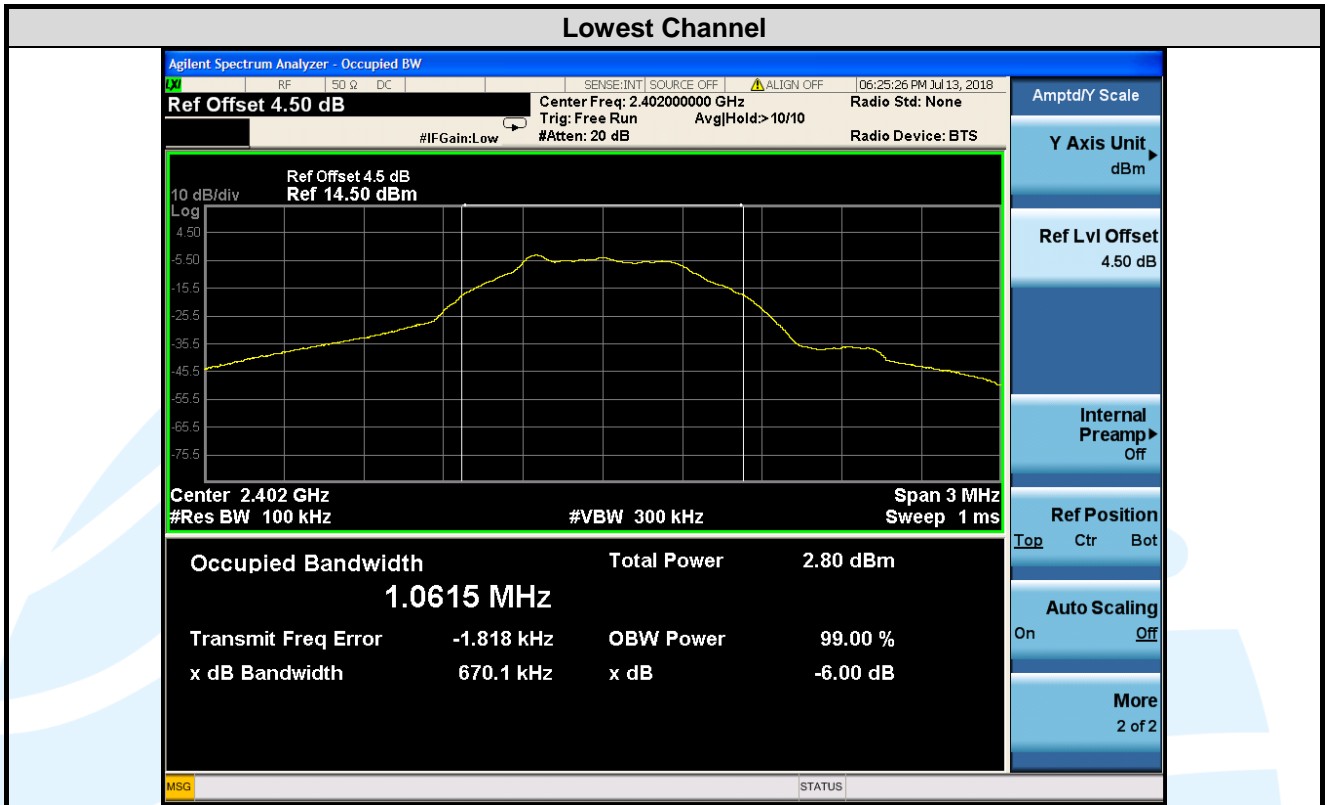 Lowest Channel
Agilent Spectrum Analyzer - Occupied BW
LXI RF 50 Ω DC SENSE:INT SOURCE OFF ALIGN OFF 06:25:26 PM Jul 13, 2018
Ref Offset 4.50 dB
Center Freq: 2.402000000 GHz
Radio Std: None
Trig: Free Run Avg|Hold:> 10/10
#IFGain:Low
#Atten: 20 dB
Radio Device: BTS
Ref Offset 4.5 dB
10 dB/div Ref 14.50 dBm
Log
4.50
-5.50
-15.5
-25.5
-35.5
-45.5
-55.5
-65.5
-75.5
Center 2.402 GHz Span 3 MHz
#Res BW 100 kHz #VBW 300 kHz Sweep 1 ms
Occupied Bandwidth Total Power 2.80 dBm
1.0615 MHz
Transmit Freq Error -1.818 kHz OBW Power 99.00 %
x dB Bandwidth 670.1 kHz x dB -6.00 dB
MSG STATUS
Amptd/Y Scale
Y Axis Unit
dBm
Ref Lvl Offset
4.50 dB
Internal
Preamp
Off
Ref Position
Top Ctr Bot
Auto Scaling
On Off
More
2 of 2